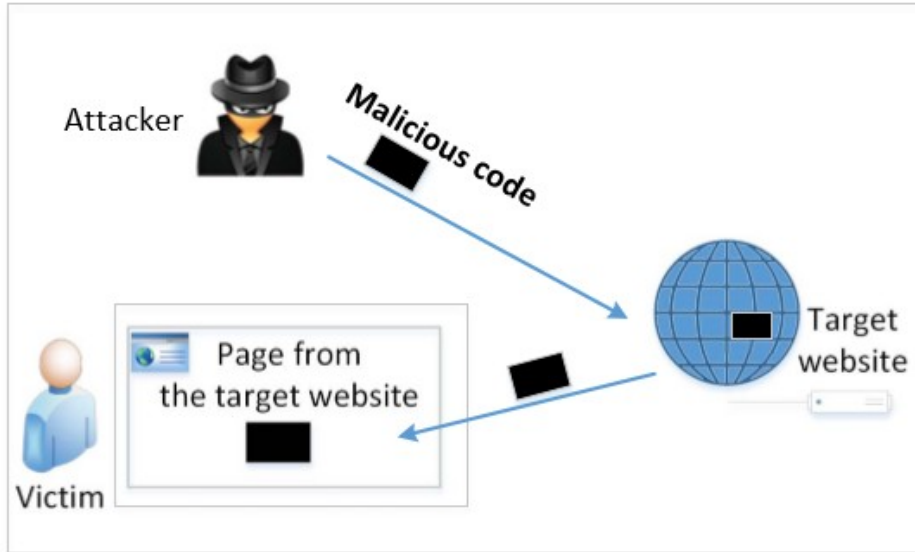 Attacker
Malicious code
Target
website
Page from
the target website
Victim